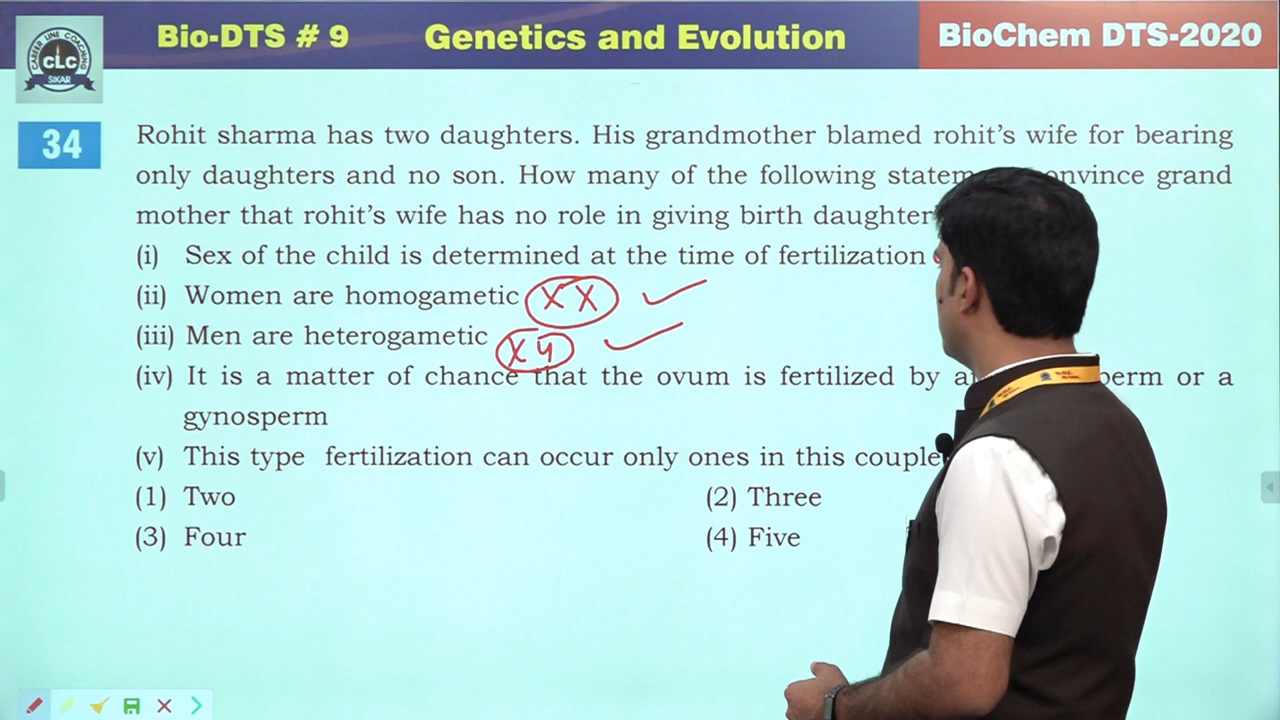 Bio-DTS # 9 Genetics and Evolution BioChem DTS-2020
CAREER LINE COACHING
CLC
SIKAR
34 Rohit sharma has two daughters. His grandmother blamed rohit's wife for bearing
only daughters and no son. How many of the following grand
mother that rohit's wife has no role in giving birth
(i) Sex of the child is determined at the time of fertilization
(ii) Women are homogametic XX
(iii) Men are heterogametic XY
(iv) It is a matter of chance that the ovum is fertilized by or a
gynosperm
(v) This type fertilization can occur only ones in this couple
(1) Two (2) Three
(3) Four (4) Five